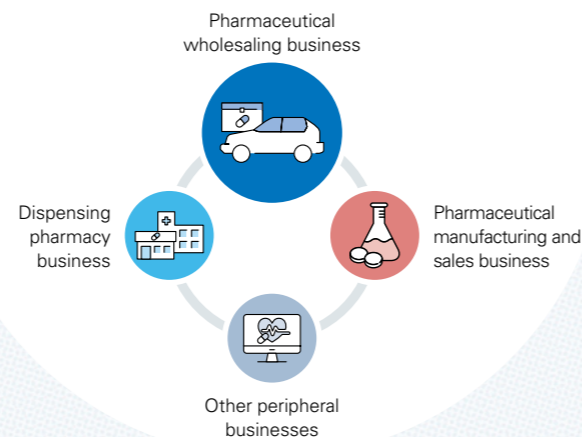 Pharmaceutical
wholesaling business
Dispensing
pharmacy
business
Pharmaceutical
manufacturing and
sales business
Other peripheral
businesses